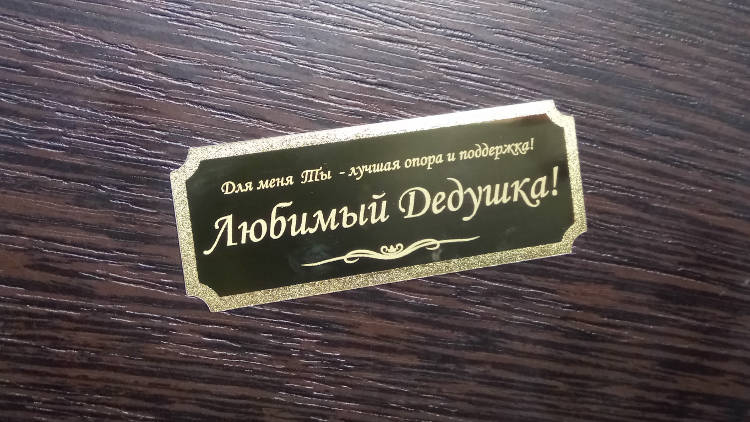 Для меня Ты - лучшая опора и поддержка!
Любимый Дедушка!